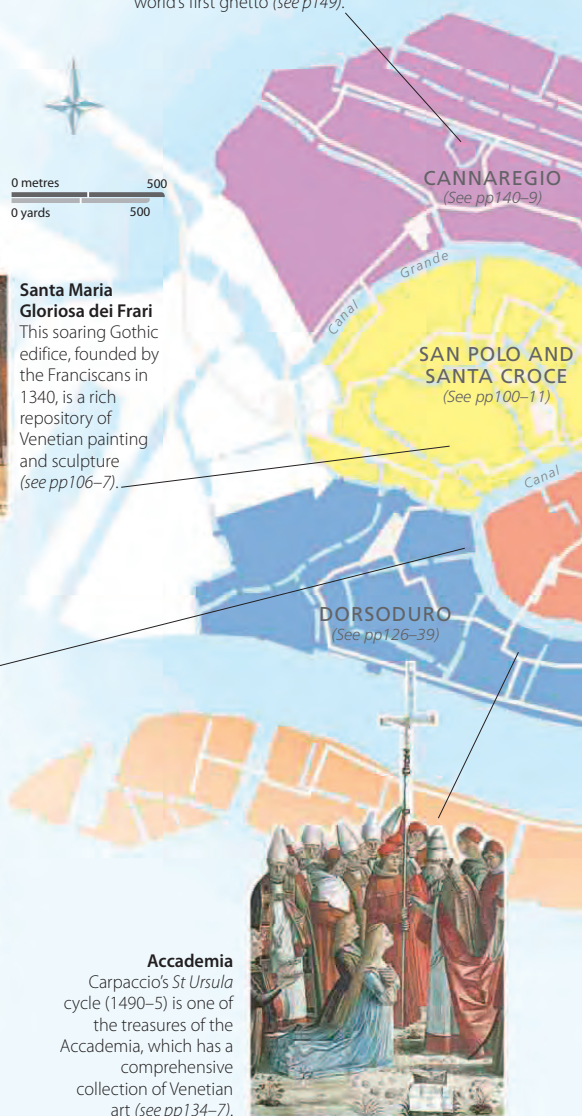 world's first ghetto (see p149).
CANNAREGIO
(See pp140–9)
0 metres 500
0 yards 500
Canal Grande
Santa Maria
Gloriosa dei Frari
This soaring Gothic
edifice, founded by
the Franciscans in
1340, is a rich
repository of
Venetian painting
and sculpture
(see pp106–7).
SAN POLO AND
SANTA CROCE
(See pp100–11)
Canal
DORSODURO
(See pp126–39)
Accademia
Carpaccio's St Ursula
cycle (1490–5) is one of
the treasures of the
Accademia, which has a
comprehensive
collection of Venetian
art (see pp134–7).